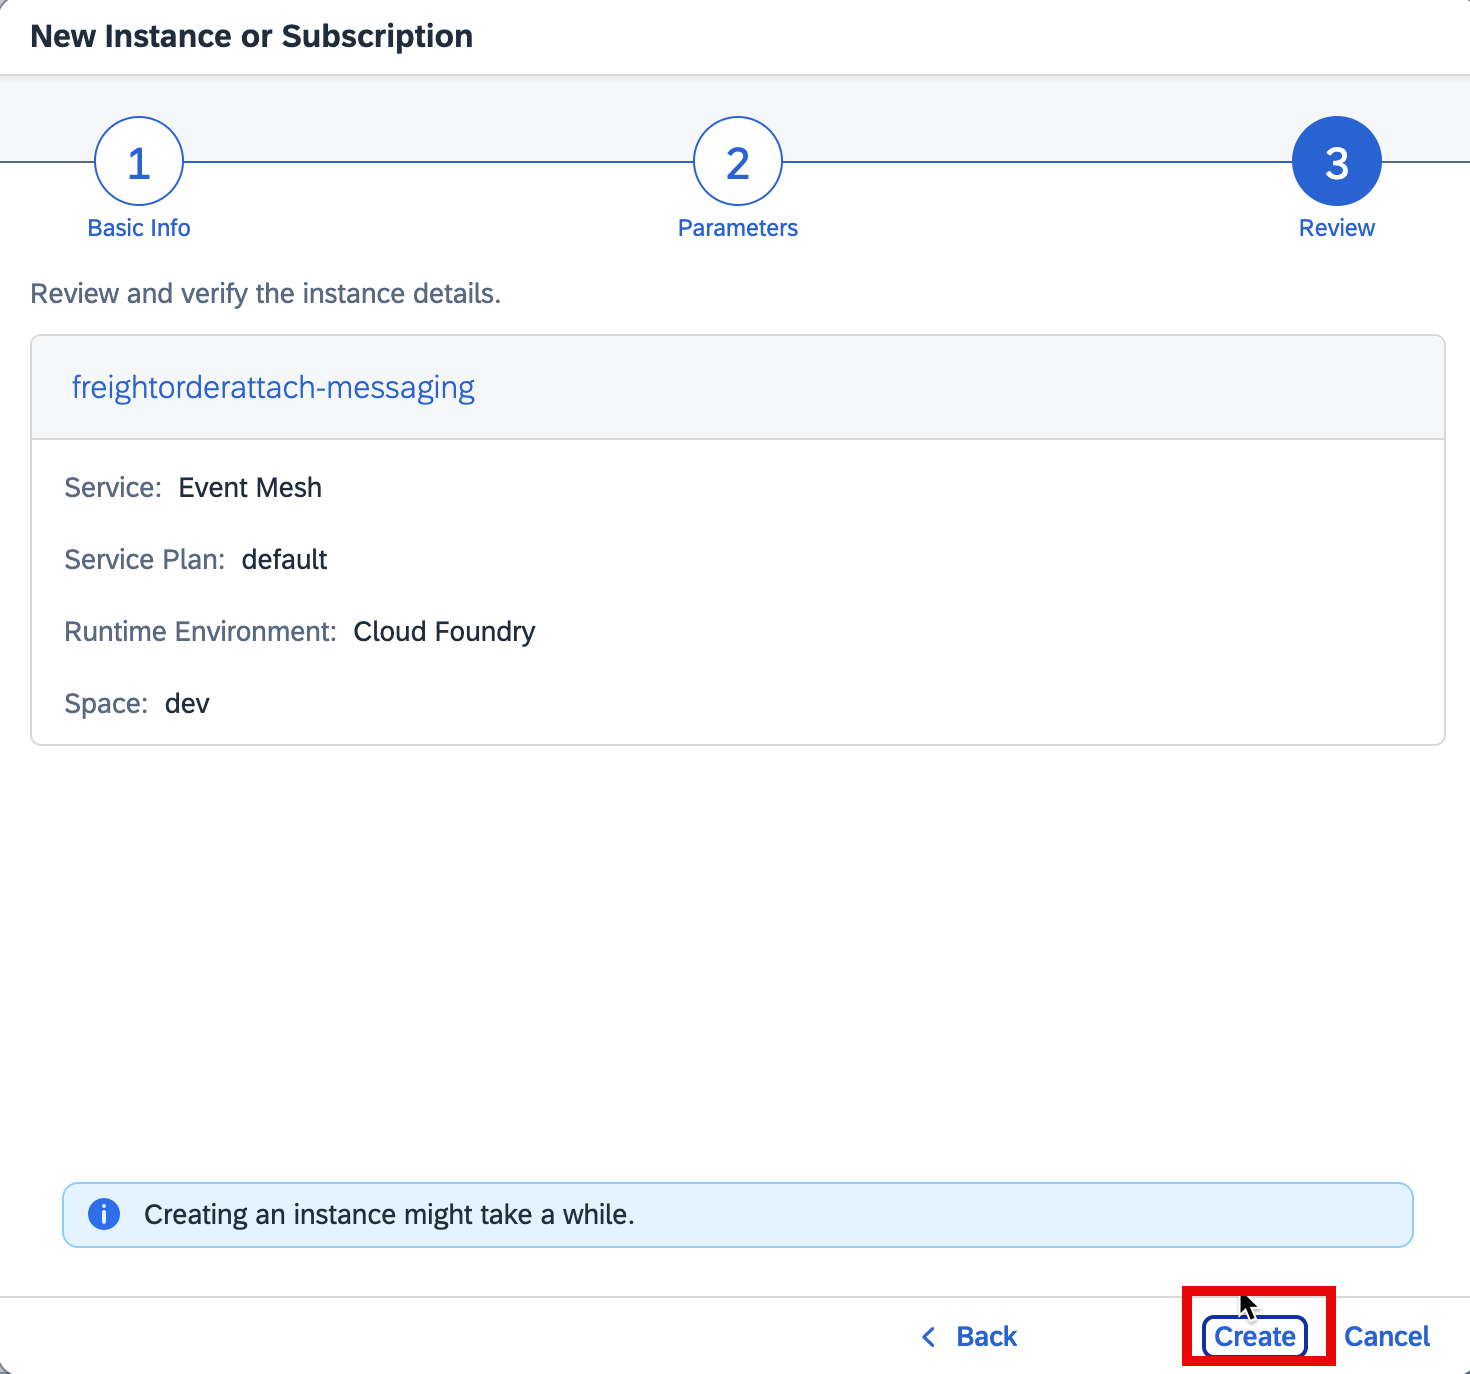 New Instance or Subscription
1
2
3
Basic Info
Parameters
Review
Review and verify the instance details.
freightorderattach-messaging
Service: Event Mesh
Service Plan: default
Runtime Environment: Cloud Foundry
Space: dev
Creating an instance might take a while.
Back
Create
Cancel